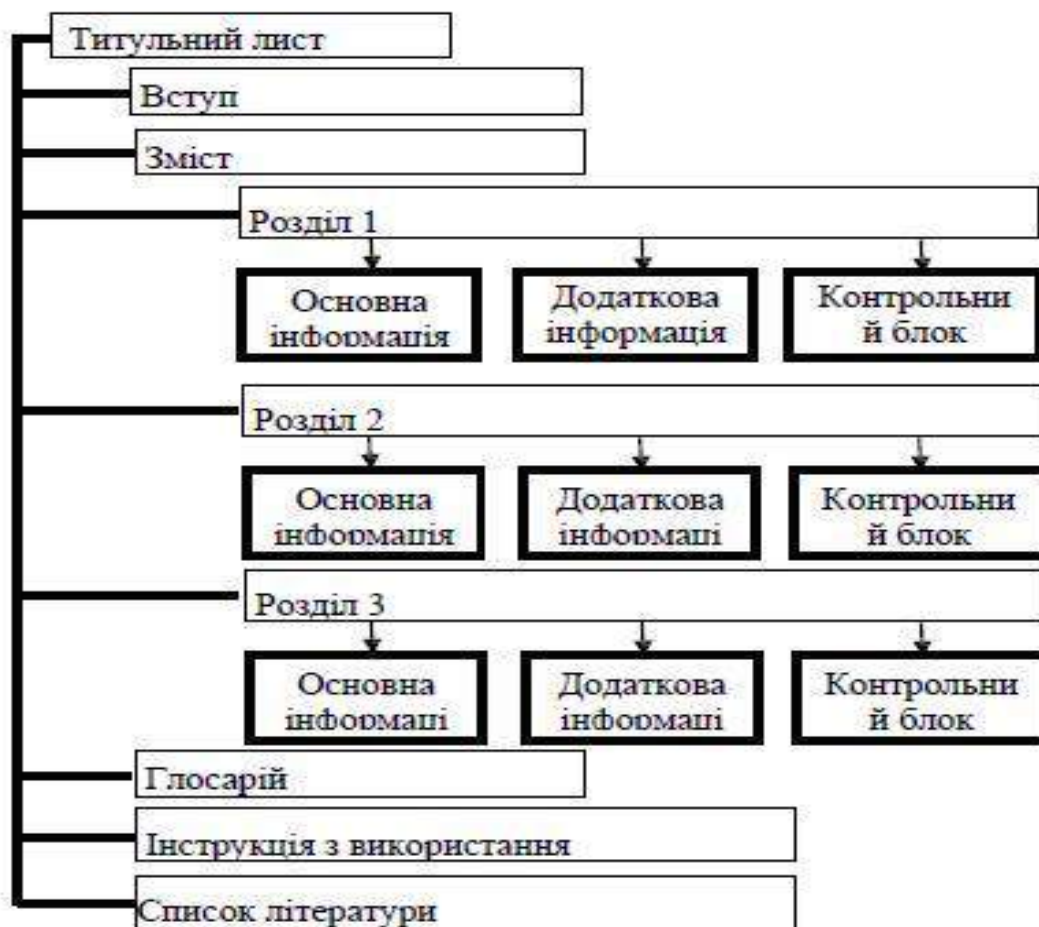 Титульний лист
Вступ
Зміст
Розділ 1
Основна
інформація
Додаткова
інформація
Контрольни
й блок
Розділ 2
Основна
інформація
Додаткова
інформаці
Контрольни
й блок
Розділ 3
Основна
інформаці
Додаткова
інформаці
Контрольни
й блок
Глосарій
Інструкція з використання
Список літератури